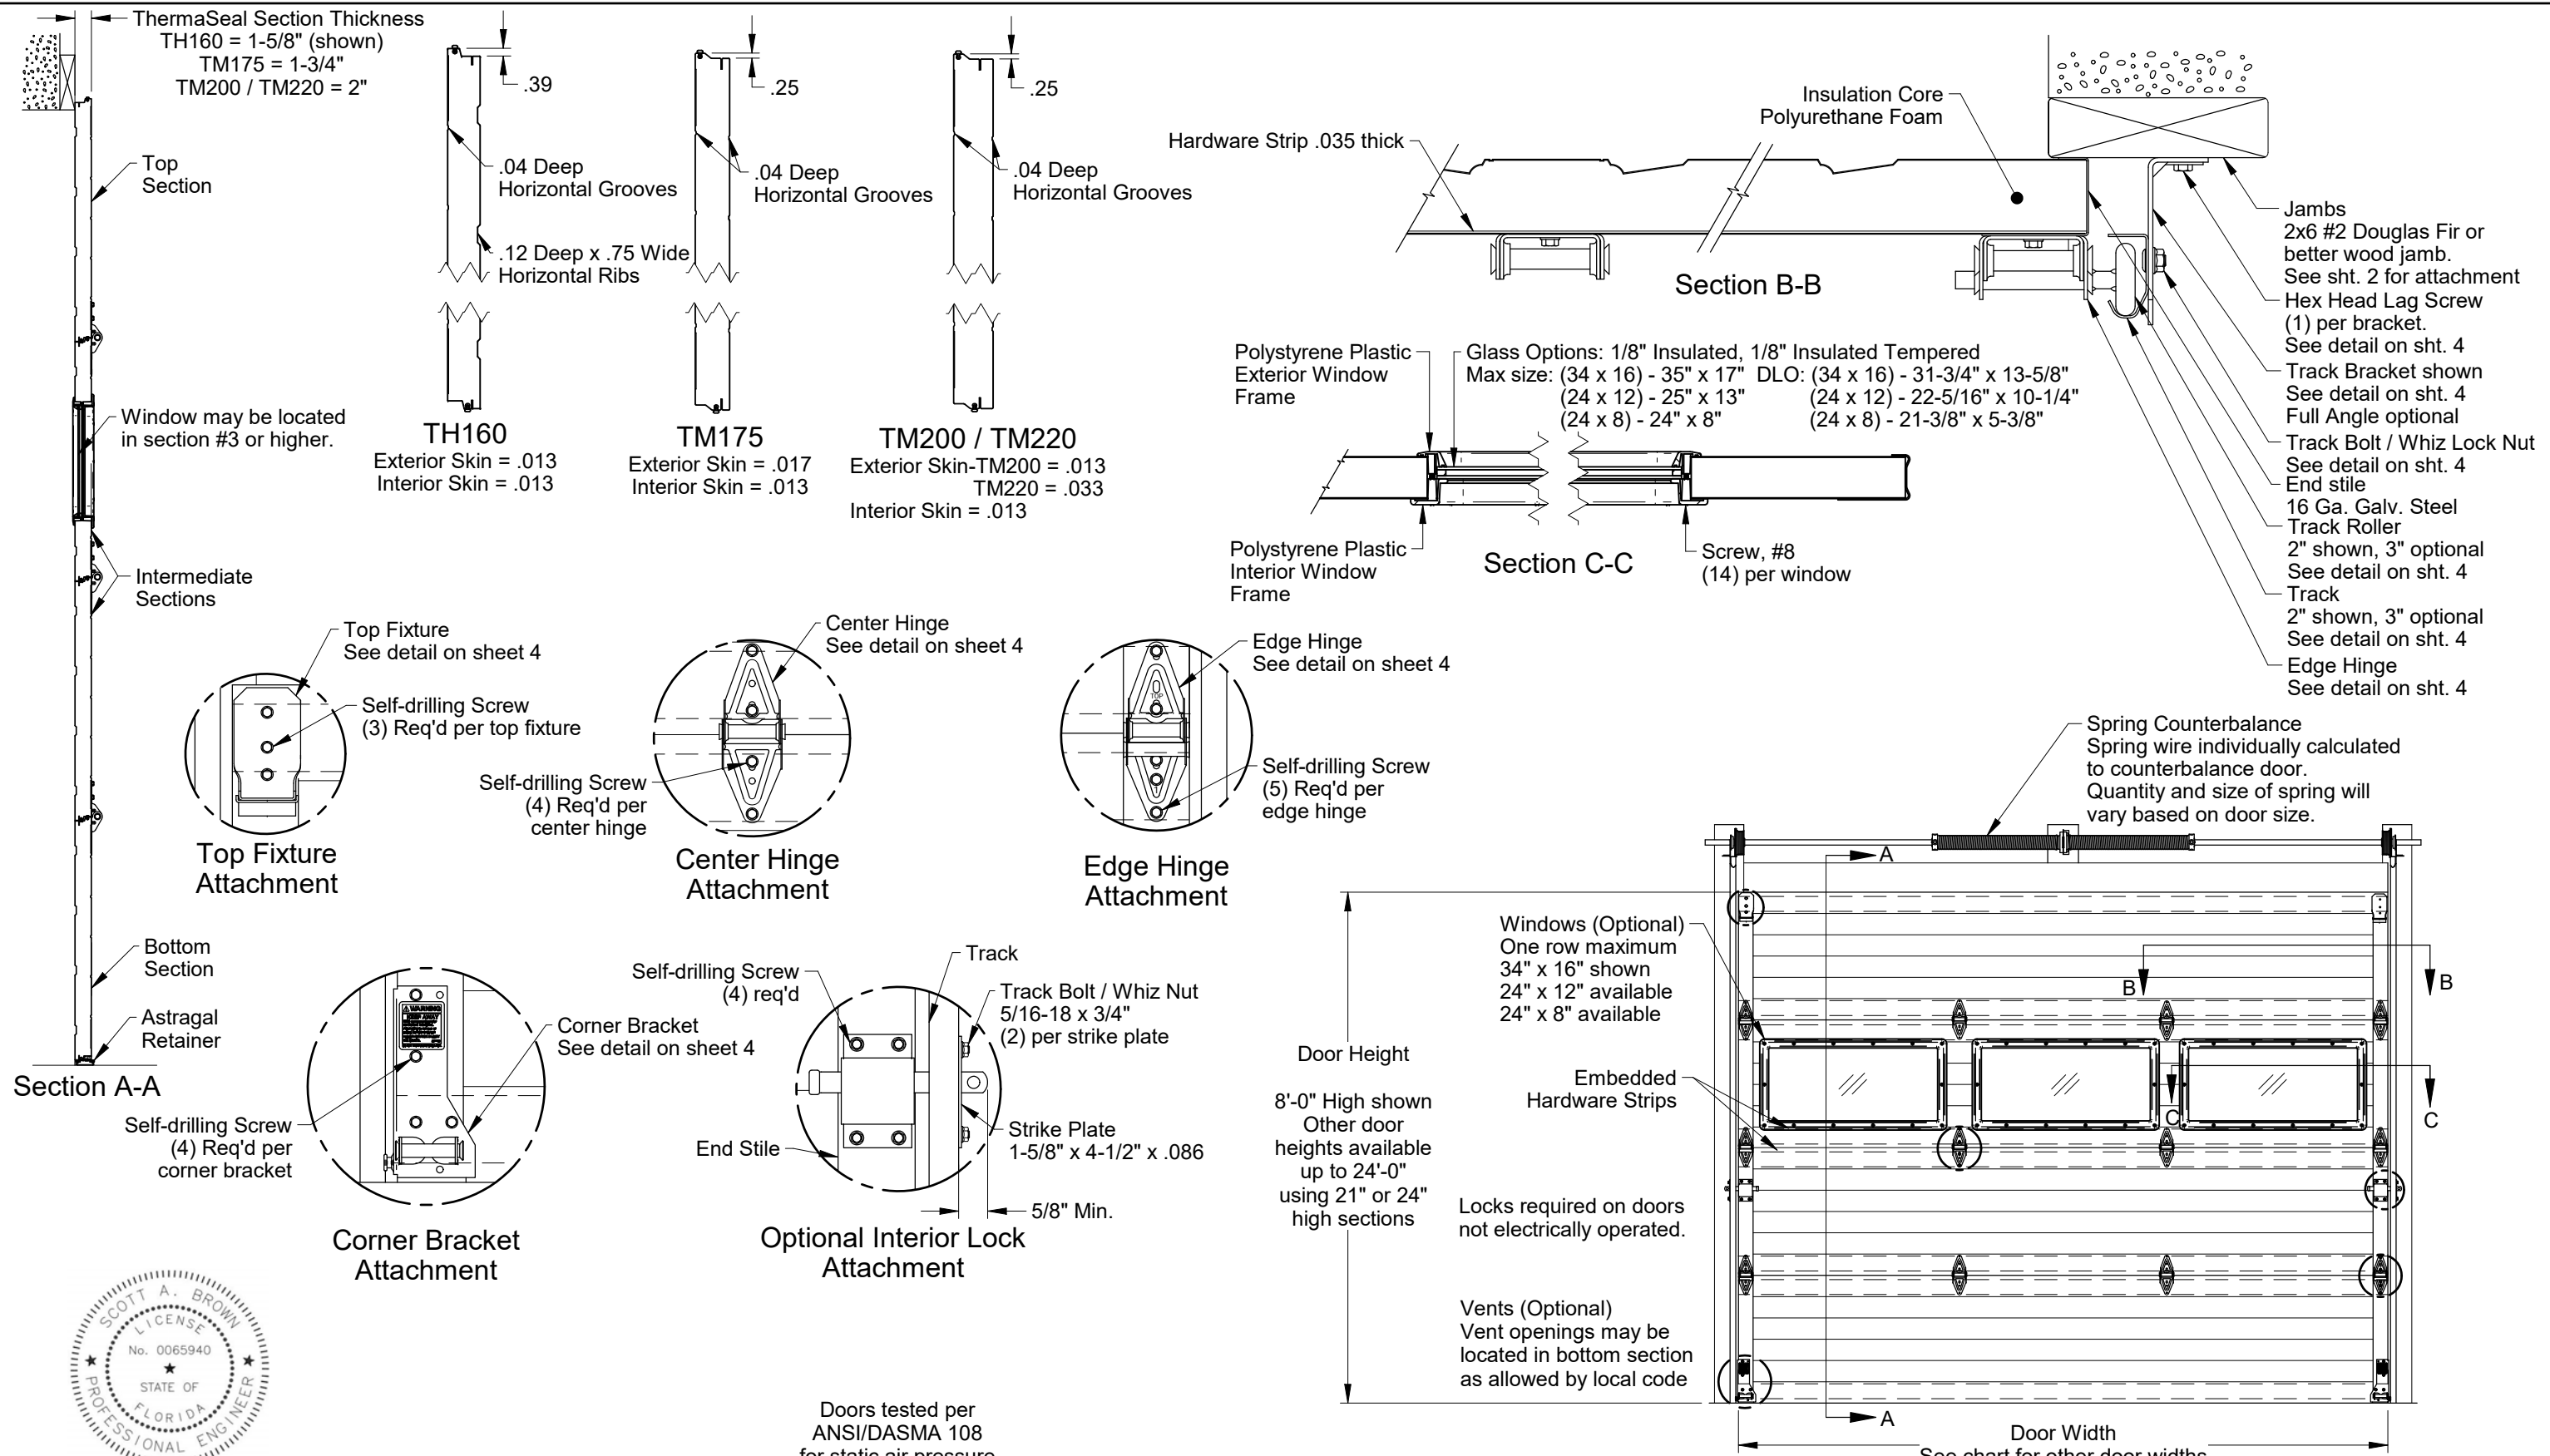 ThermaSeal Section Thickness
TH160 = 1-5/8" (shown)
TM175 = 1-3/4"
TM200 / TM220 = 2"
Top
Section
Window may be located
in section #3 or higher.
Intermediate
Sections
Bottom
Section
Astragal
Retainer
Section A-A
.39
.04 Deep
Horizontal Grooves
.12 Deep x .75 Wide
Horizontal Ribs
TH160
Exterior Skin = .013
Interior Skin = .013
.25
.04 Deep
Horizontal Grooves
TM175
Exterior Skin = .017
Interior Skin = .013
.25
.04 Deep
Horizontal Grooves
TM200 / TM220
Exterior Skin-TM200 = .013
TM220 = .033
Interior Skin = .013
Hardware Strip .035 thick
Insulation Core
Polyurethane Foam
Section B-B
Jambs
2x6 #2 Douglas Fir or
better wood jamb.
See sht. 2 for attachment
Hex Head Lag Screw
(1) per bracket.
See detail on sht. 4
Track Bracket shown
See detail on sht. 4
Full Angle optional
Track Bolt / Whiz Lock Nut
See detail on sht. 4
End stile
16 Ga. Galv. Steel
Track Roller
2" shown, 3" optional
See detail on sht. 4
Track
2" shown, 3" optional
See detail on sht. 4
Edge Hinge
See detail on sht. 4
Polystyrene Plastic
Exterior Window
Frame
Glass Options: 1/8" Insulated, 1/8" Insulated Tempered
Max size: (34 x 16) - 35" x 17" DLO: (34 x 16) - 31-3/4" x 13-5/8"
(24 x 12) - 25" x 13" (24 x 12) - 22-5/16" x 10-1/4"
(24 x 8) - 24" x 8" (24 x 8) - 21-3/8" x 5-3/8"
Polystyrene Plastic
Interior Window
Frame
Section C-C
Screw, #8
(14) per window
Top Fixture
See detail on sheet 4
Self-drilling Screw
(3) Req'd per top fixture
Top Fixture
Attachment
Center Hinge
See detail on sheet 4
Self-drilling Screw
(4) Req'd per
center hinge
Center Hinge
Attachment
TOP
Edge Hinge
See detail on sheet 4
Self-drilling Screw
(5) Req'd per
edge hinge
Edge Hinge
Attachment
WARNING
Corner Bracket
See detail on sheet 4
Self-drilling Screw
(4) Req'd per
corner bracket
Corner Bracket
Attachment
Self-drilling Screw
(4) req'd
Track
Track Bolt / Whiz Nut
5/16-18 x 3/4"
(2) per strike plate
Strike Plate
1-5/8" x 4-1/2" x .086
End Stile
5/8" Min.
Optional Interior Lock
Attachment
Spring Counterbalance
Spring wire individually calculated
to counterbalance door.
Quantity and size of spring will
vary based on door size.
A
Windows (Optional)
One row maximum
34" x 16" shown
24" x 12" available
24" x 8" available
B
B
Door Height
8'-0" High shown
Other door
heights available
up to 24'-0"
using 21" or 24"
high sections
Embedded
Hardware Strips
C
C
Locks required on doors
not electrically operated.
Vents (Optional)
Vent openings may be
located in bottom section
as allowed by local code
A
Door Width
See chart for other door widths
SCOTT A. BROWN
LICENSE
No. 0065940
STATE OF
FLORIDA
PROFESSIONAL ENGINEER
Doors tested per
ANSI/DASMA 108
for static air pressure